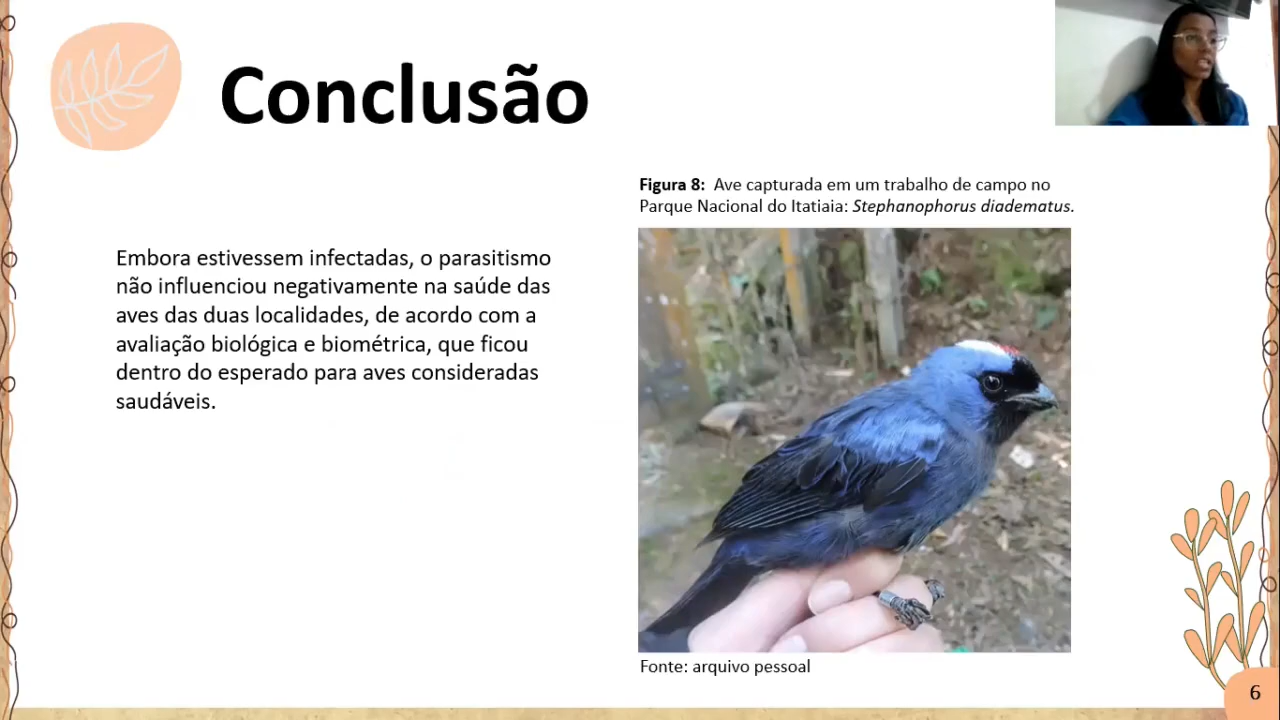 Conclusão
Figura 8: Ave capturada em um trabalho de campo no
Parque Nacional do Itatiaia: Stephanophorus diadematus.
Embora estivessem infectadas, o parasitismo
não influenciou negativamente na saúde das
aves das duas localidades, de acordo com a
avaliação biológica e biométrica, que ficou
dentro do esperado para aves consideradas
saudáveis.
Fonte: arquivo pessoal
6